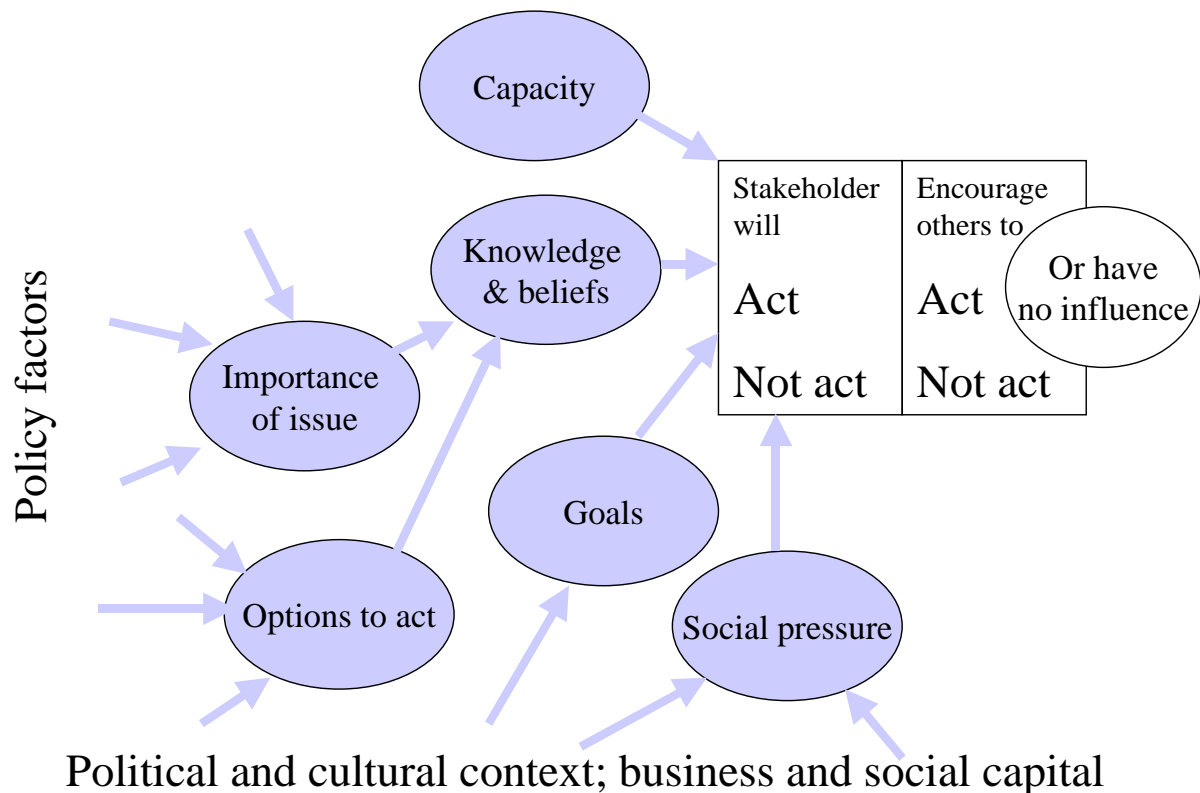 Capacity
Stakeholder
will
Act
Not act
Encourage
others to
Act
Not act
Or have
no influence
Knowledge
& beliefs
Policy factors
Importance
of issue
Goals
Options to act
Social pressure
Political and cultural context; business and social capital